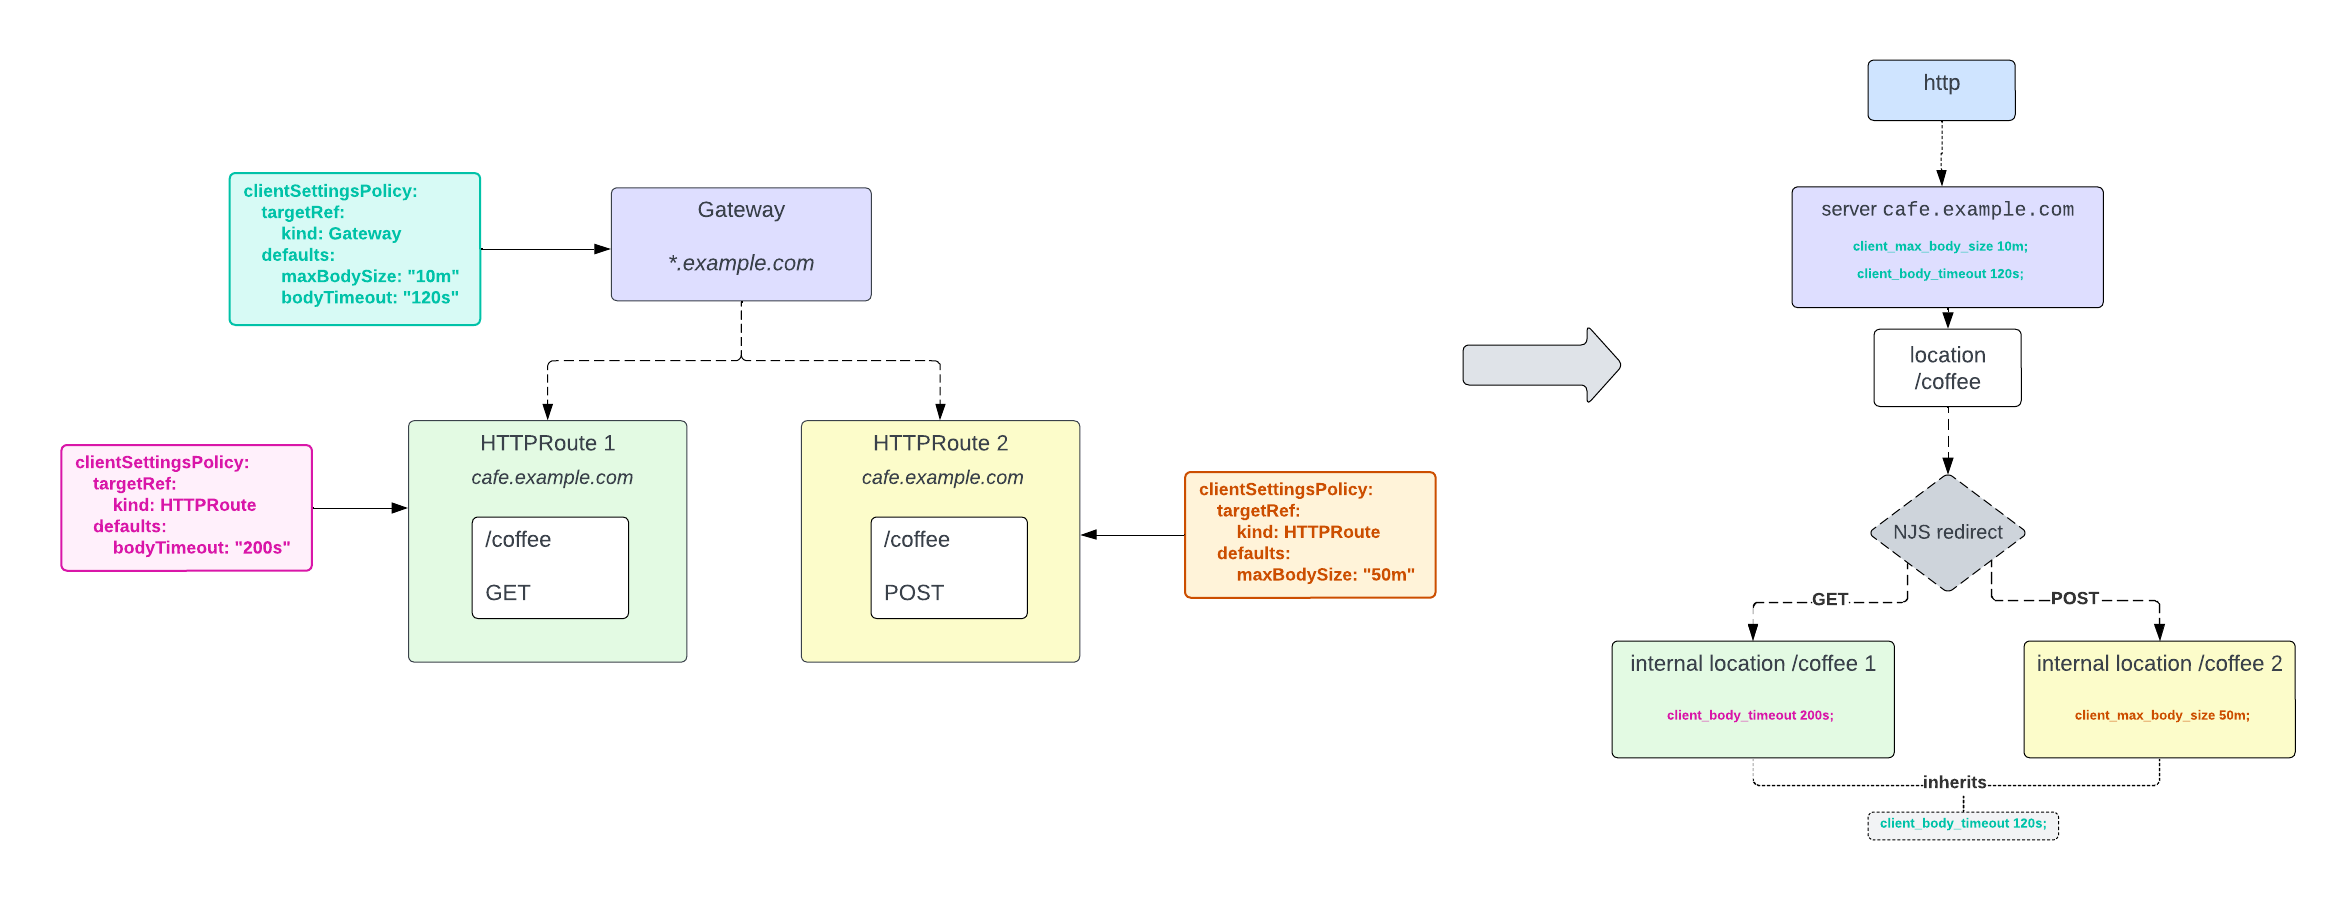 clientSettingsPolicy:
targetRef:
kind: Gateway
defaults:
maxBodySize: "10m"
bodyTimeout: "120s"
Gateway
*.example.com
clientSettingsPolicy:
targetRef:
kind: HTTPRoute
defaults:
bodyTimeout: "200s"
HTTPRoute 1
cafe.example.com
/coffee
GET
HTTPRoute 2
cafe.example.com
/coffee
POST
clientSettingsPolicy:
targetRef:
kind: HTTPRoute
defaults:
maxBodySize: "50m"
http
server cafe.example.com
client_max_body_size 10m;
client_body_timeout 120s;
location
/coffee
NJS redirect
GET
POST
internal location /coffee 1
client_body_timeout 200s;
internal location /coffee 2
client_max_body_size 50m;
inherits
client_body_timeout 120s;